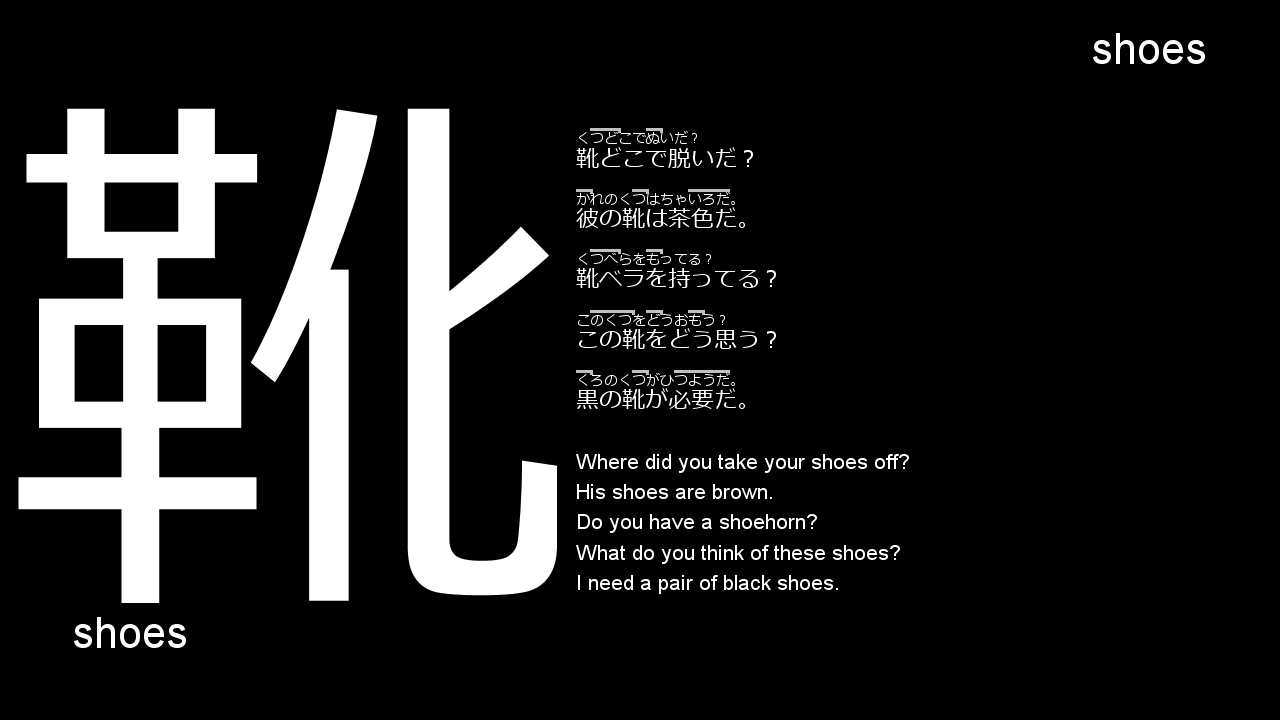 shoes
靴
くつどこでぬいだ？
靴どこで脱いだ？
かれのくつはちゃいろだ。
彼の靴は茶色だ。
くつべらをもってる？
靴ベラを持ってる？
このくつをどうおもう？
この靴をどう思う？
くろのくつがひつようだ。
黒の靴が必要だ。
Where did you take your shoes off?
His shoes are brown.
Do you have a shoehorn?
What do you think of these shoes?
I need a pair of black shoes.
shoes